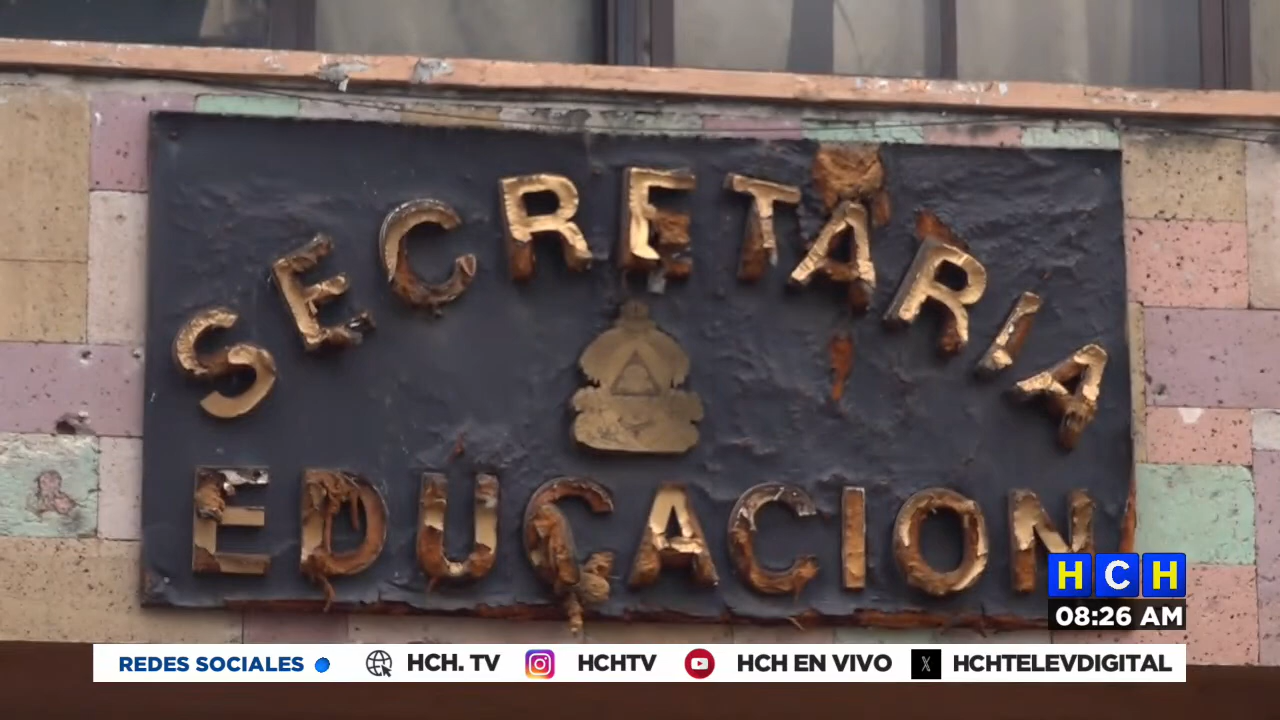 SECRETARIA
EDUCACION
HCH
08:26 AM
REDES SOCIALES HCH. TV HCHTV HCH EN VIVO HCHTELEVDIGITAL